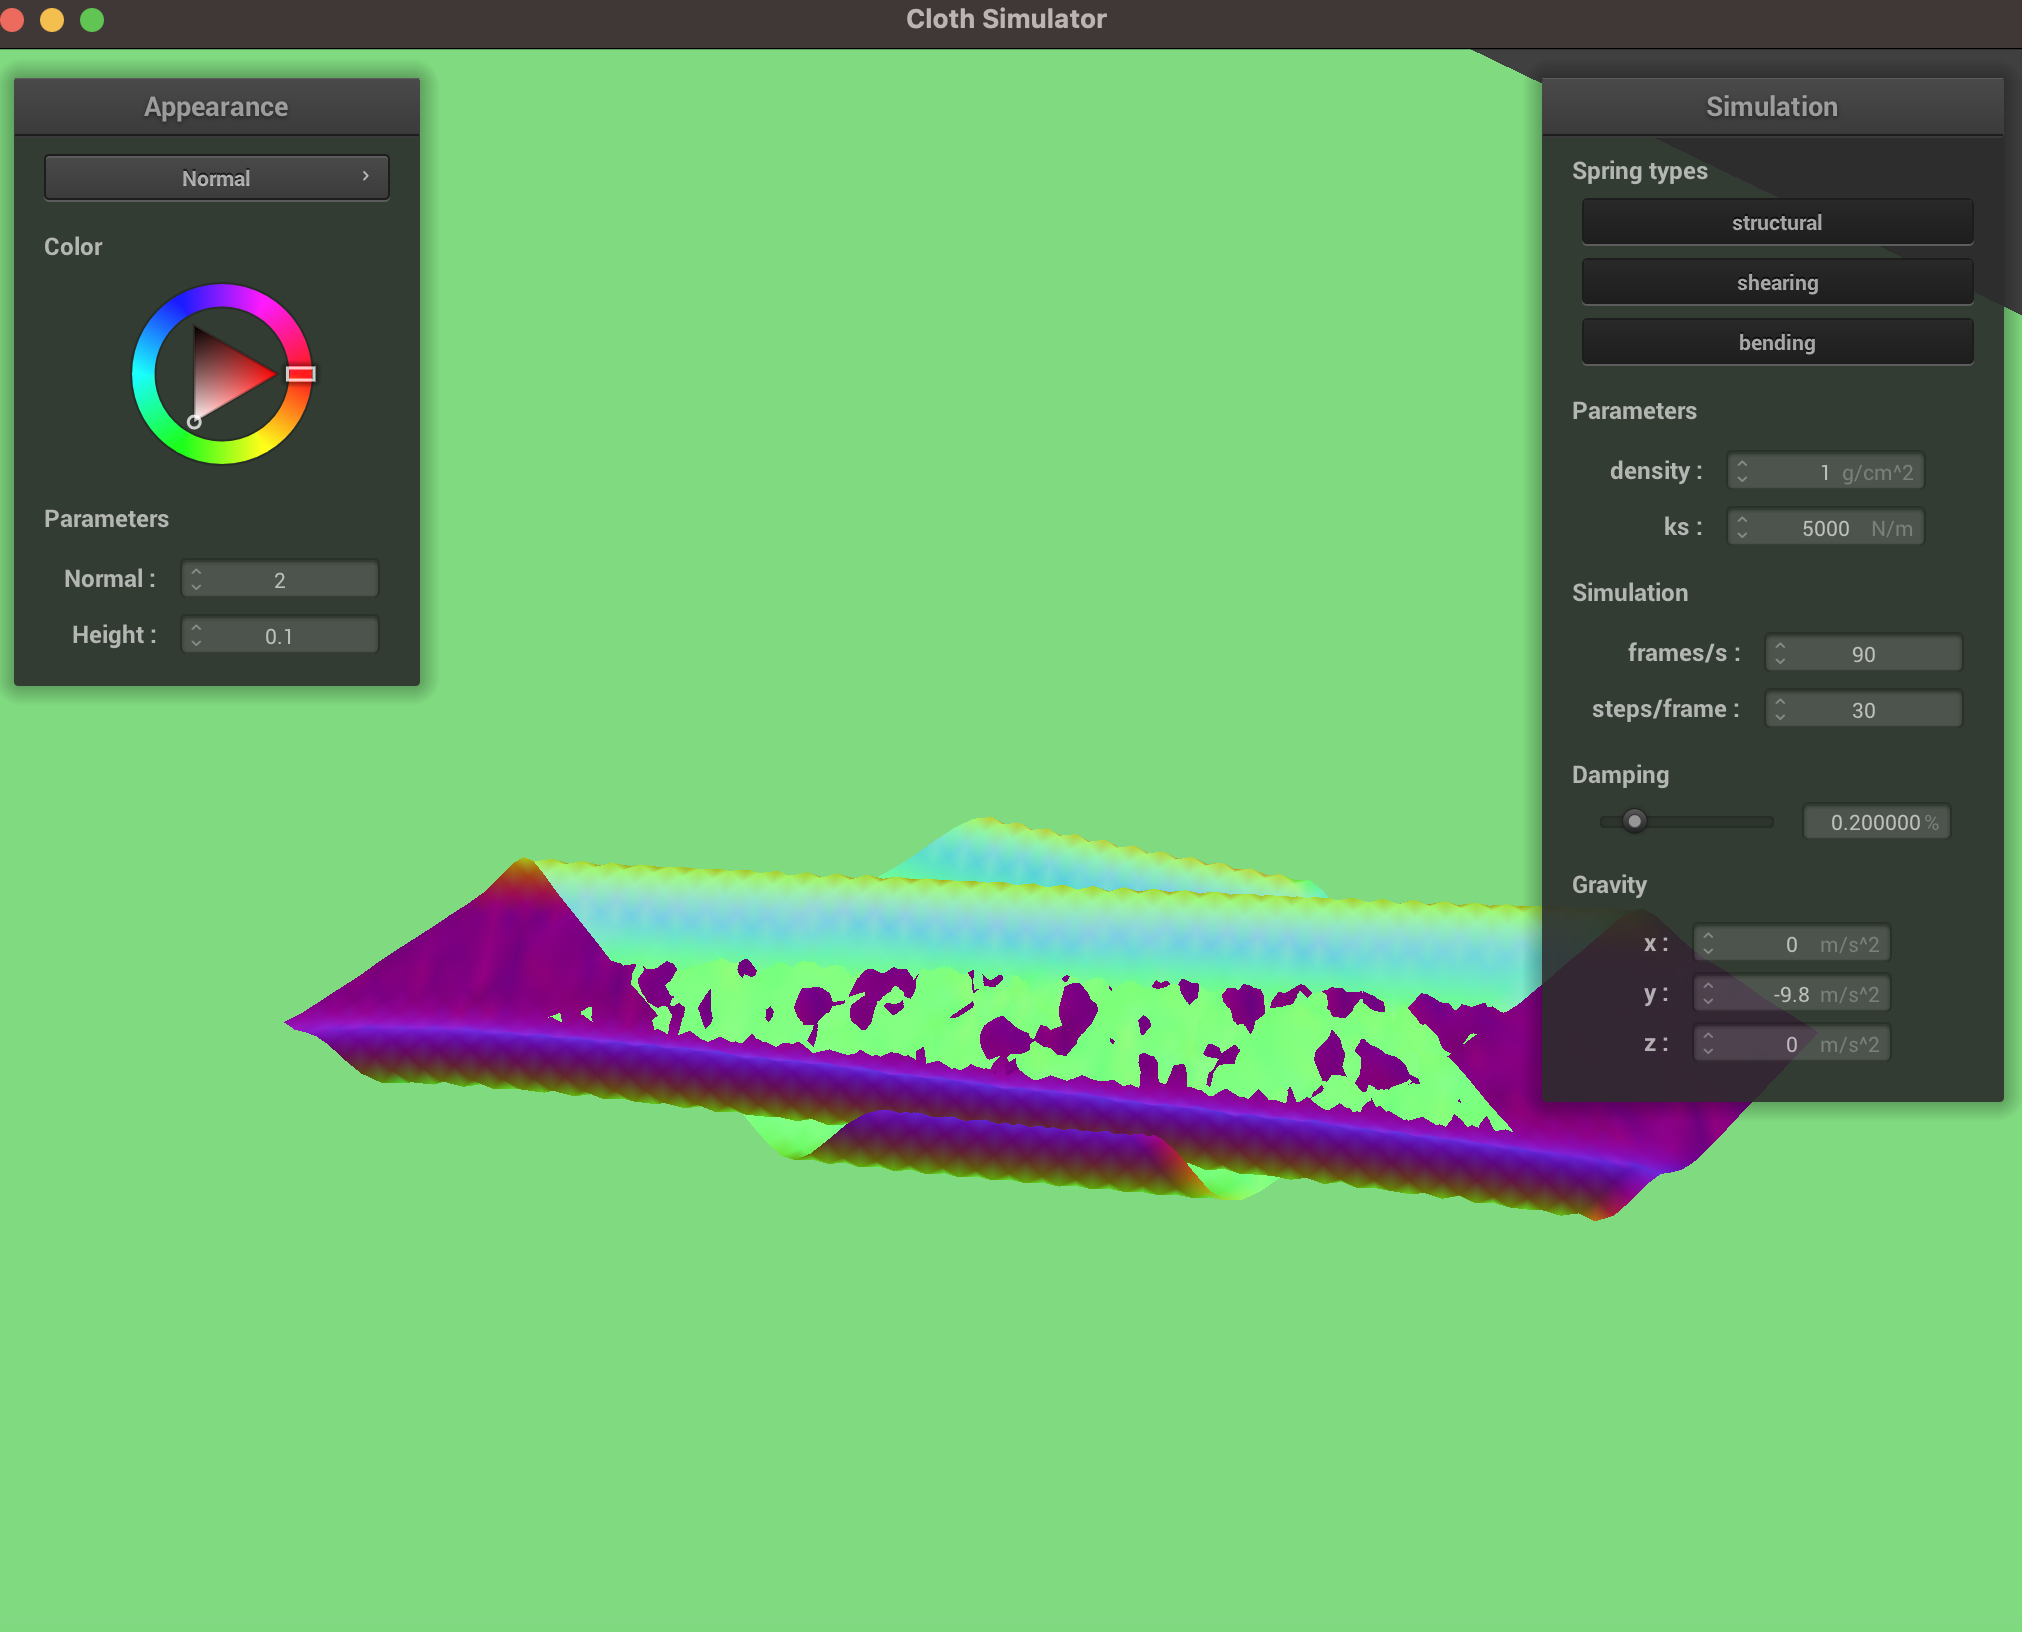 Cloth Simulator
Appearance
Normal
Color
Parameters
Normal : 2
Height : 0.1
Simulation
Spring types
structural
shearing
bending
Parameters
density : 1 g/cm^2
ks : 5000 N/m
Simulation
frames/s : 90
steps/frame : 30
Damping
0.200000 %
Gravity
x : 0 m/s^2
y : -9.8 m/s^2
z : 0 m/s^2